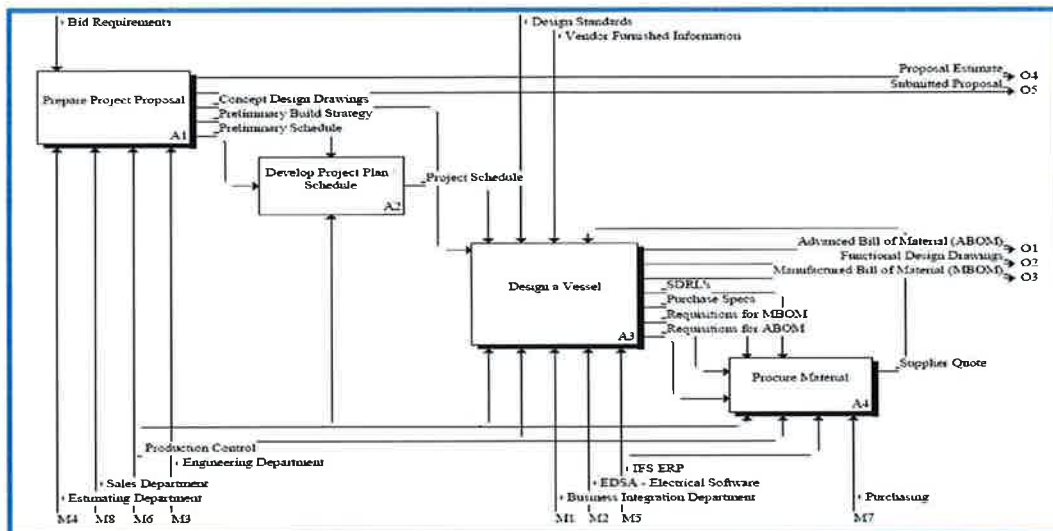 Bid Requirements
Design Standards
Vendor Furnished Information
Proposal Estimate
O4
Submitted Proposal
O5
Prepare Project Proposal
A1
Concept Design Drawings
Preliminary Build Strategy
Preliminary Schedule
Develop Project Plan
Schedule
A2
Project Schedule
Advanced Bill of Material (ABOM)
O1
Functional Design Drawings
O2
Manufactured Bill of Material (MBOM)
O3
Design a Vessel
A3
SDRL's
Purchase Specs
Requisitions for MBOM
Requisitions for ABOM
Procure Material
A4
Supplier Quote
Production Control
Engineering Department
IFS ERP
Sales Department
EDSA - Electrical Software
Estimating Department
Business Integration Department
Purchasing
M4 M8 M6 M3 M1 M2 M5 M7